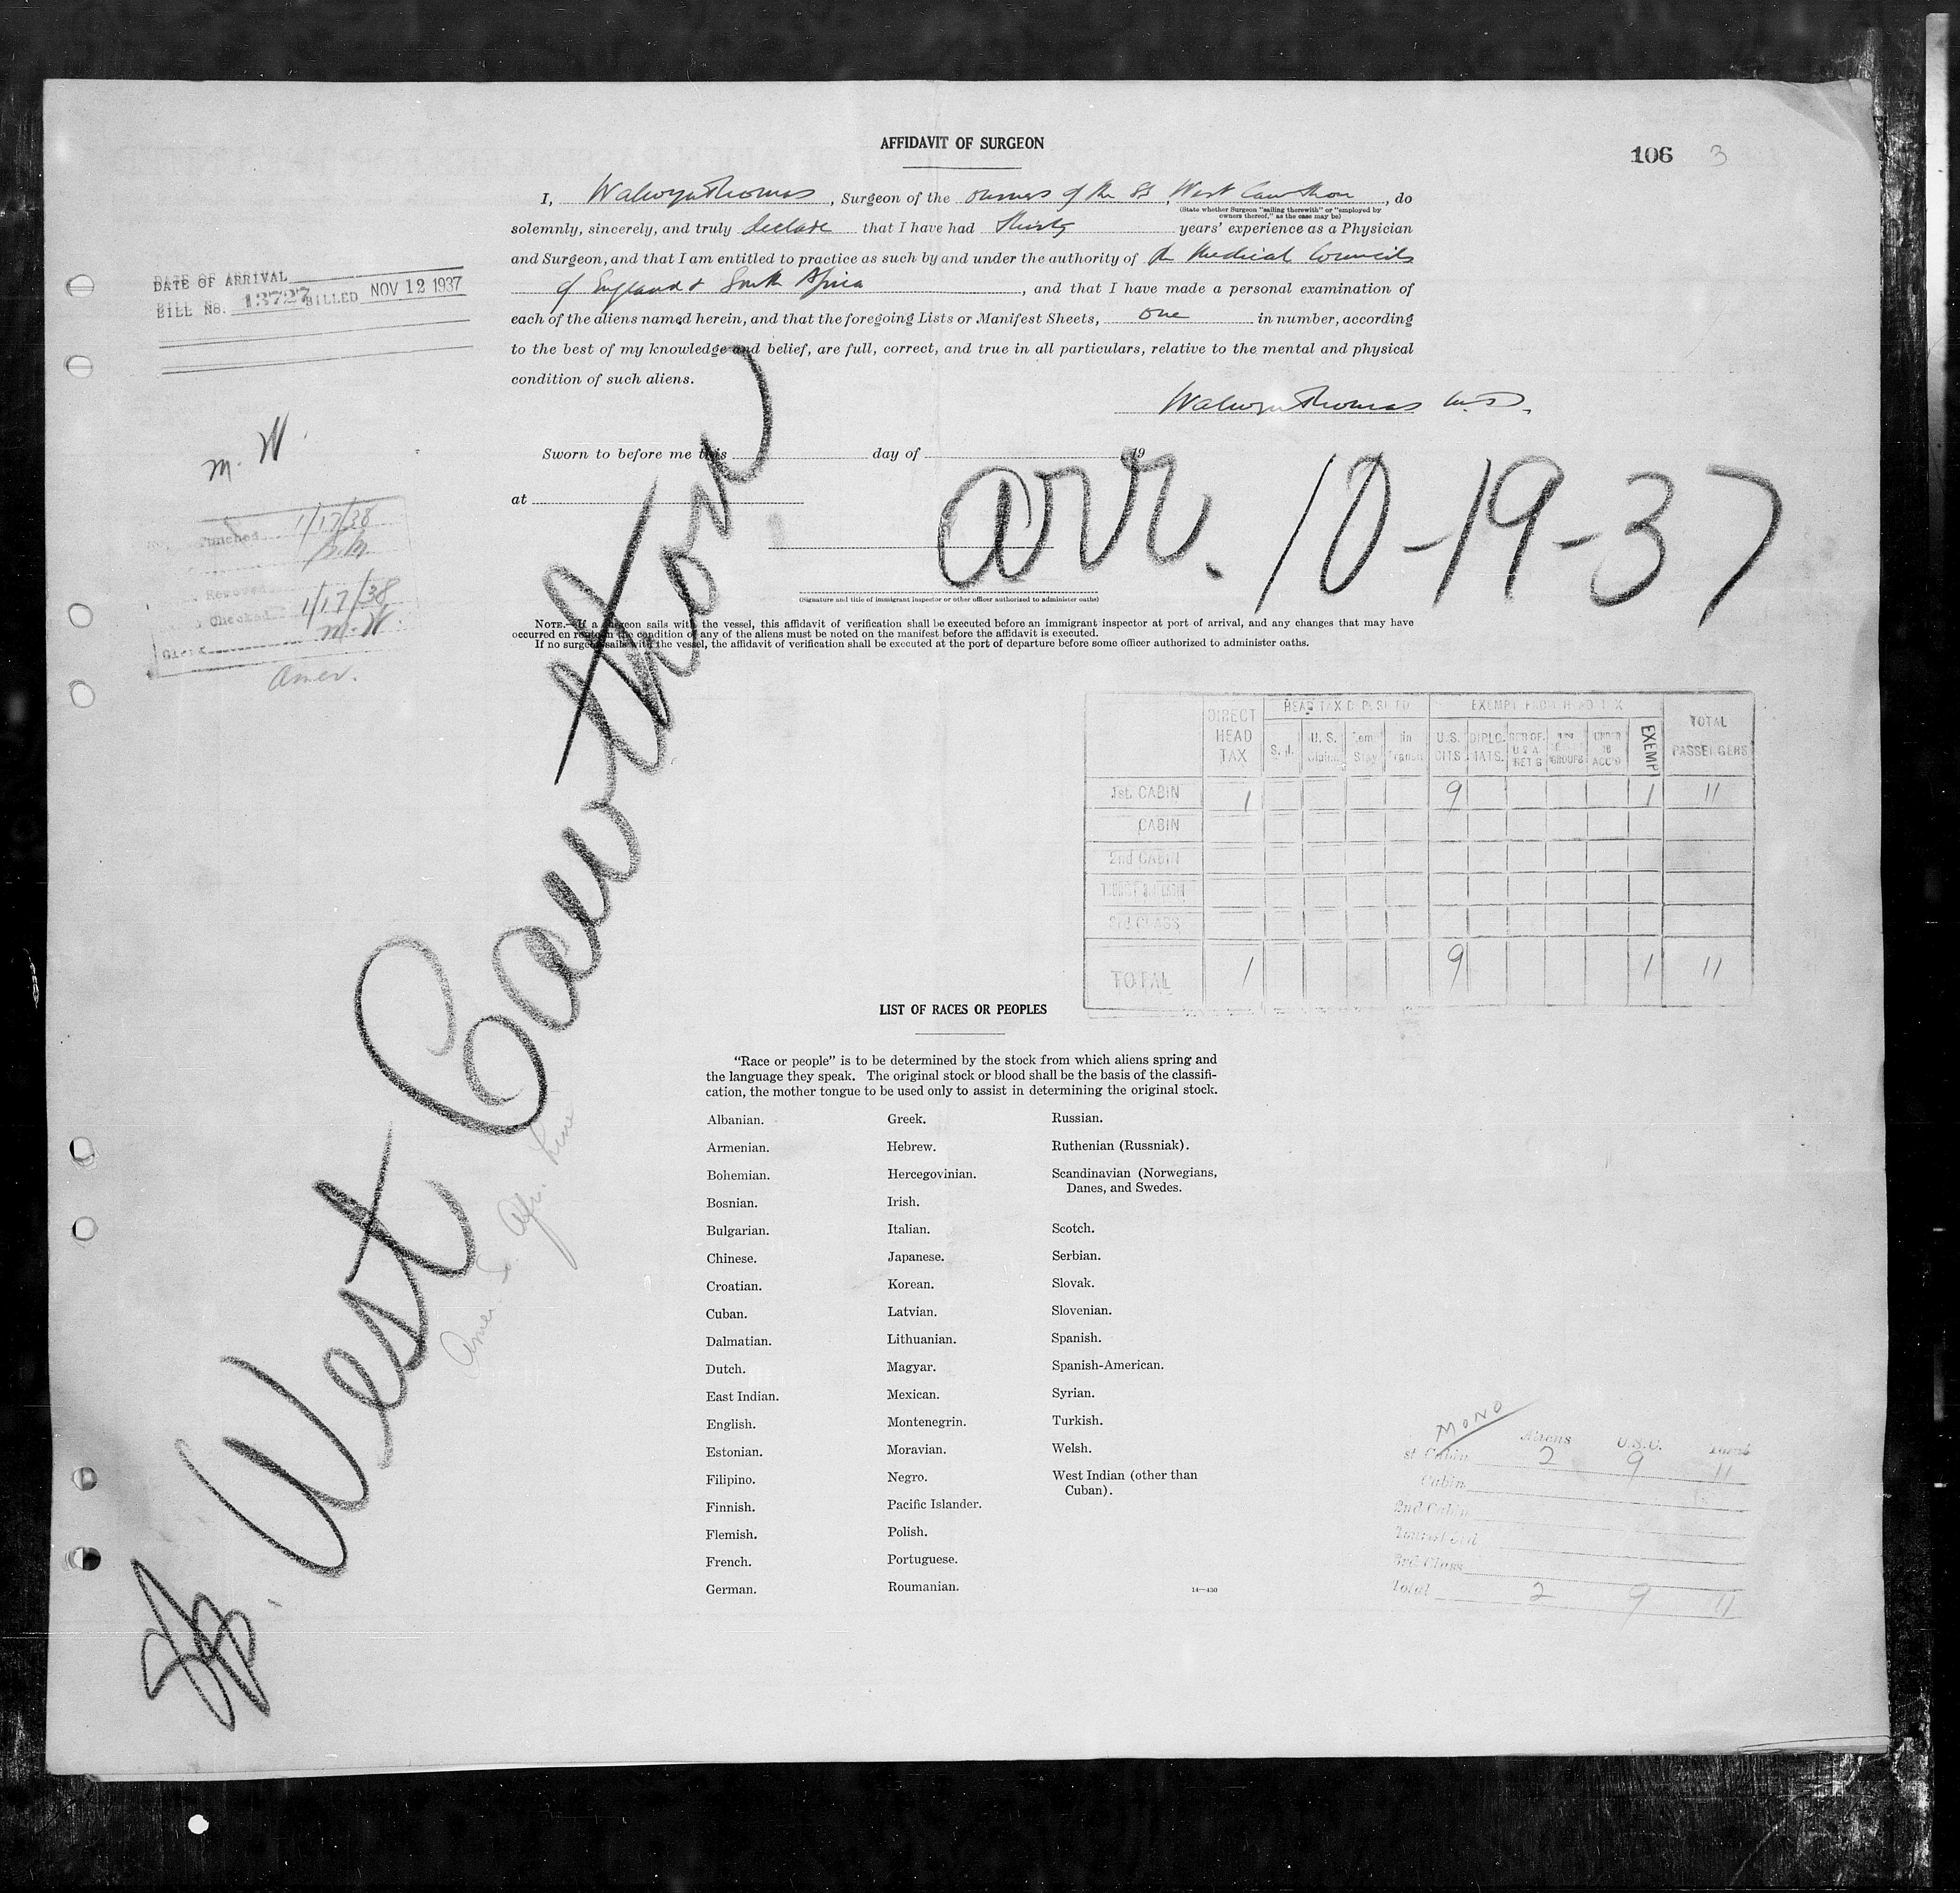 AFFIDAVIT OF SURGEON
106 3
I, Walwyn Thomas, Surgeon of the owners of the SS, West Cawthon, do
(State whether Surgeon "sailing therewith" or "employed by owners thereof," as the case may be)
solemnly, sincerely, and truly declare that I have had thirty years' experience as a Physician
and Surgeon, and that I am entitled to practice as such by and under the authority of the Medical Councils
of England & South Africa, and that I have made a personal examination of
each of the aliens named herein, and that the foregoing Lists or Manifest Sheets, one in number, according
to the best of my knowledge and belief, are full, correct, and true in all particulars, relative to the mental and physical
condition of such aliens.
Walwyn Thomas M.D.
Sworn to before me this day of 19
at
(Signature and title of immigrant inspector or other officer authorized to administer oaths)
NOTE.—If a surgeon sails with the vessel, this affidavit of verification shall be executed before an immigrant inspector at port of arrival, and any changes that may have
occurred en route in the condition of any of the aliens must be noted on the manifest before the affidavit is executed.
If no surgeon sails with the vessel, the affidavit of verification shall be executed at the port of departure before some officer authorized to administer oaths.
arr. 10-19-37
DATE OF ARRIVAL
BILL No. 13727 BILLED NOV 12 1937
m. W.
Punched 1/17/38
Removed
Checked 1/17/38
m. W.
Clerk
Amer.
SS. West Cawthon
Amer. S. Afr. Line
DIRECT HEAD TAX HEAD TAX DEPOSITED EXEMPT FROM HEAD TAX TOTAL PASSENGERS
U.S. CITS DIPLOMATS. UNDER 16 ACC'D EXEMPT
1st. CABIN 1 9 1 11
CABIN
2nd CABIN
3rd CLASS
TOTAL 1 9 1 11
LIST OF RACES OR PEOPLES
"Race or people" is to be determined by the stock from which aliens spring and
the language they speak. The original stock or blood shall be the basis of the classifi-
cation, the mother tongue to be used only to assist in determining the original stock.
Albanian.
Armenian.
Bohemian.
Bosnian.
Bulgarian.
Chinese.
Croatian.
Cuban.
Dalmatian.
Dutch.
East Indian.
English.
Estonian.
Filipino.
Finnish.
Flemish.
French.
German.
Greek.
Hebrew.
Hercegovinian.
Irish.
Italian.
Japanese.
Korean.
Latvian.
Lithuanian.
Magyar.
Mexican.
Montenegrin.
Moravian.
Negro.
Pacific Islander.
Polish.
Portuguese.
Roumanian.
Russian.
Ruthenian (Russniak).
Scandinavian (Norwegians,
Danes, and Swedes.
Scotch.
Serbian.
Slovak.
Slovenian.
Spanish.
Spanish-American.
Syrian.
Turkish.
Welsh.
West Indian (other than
Cuban).
14—430
MONO
Aliens U.S.C. Total
st Cabin 2 9 11
Cabin
2nd Cabin
3rd Class
Total 2 9 11